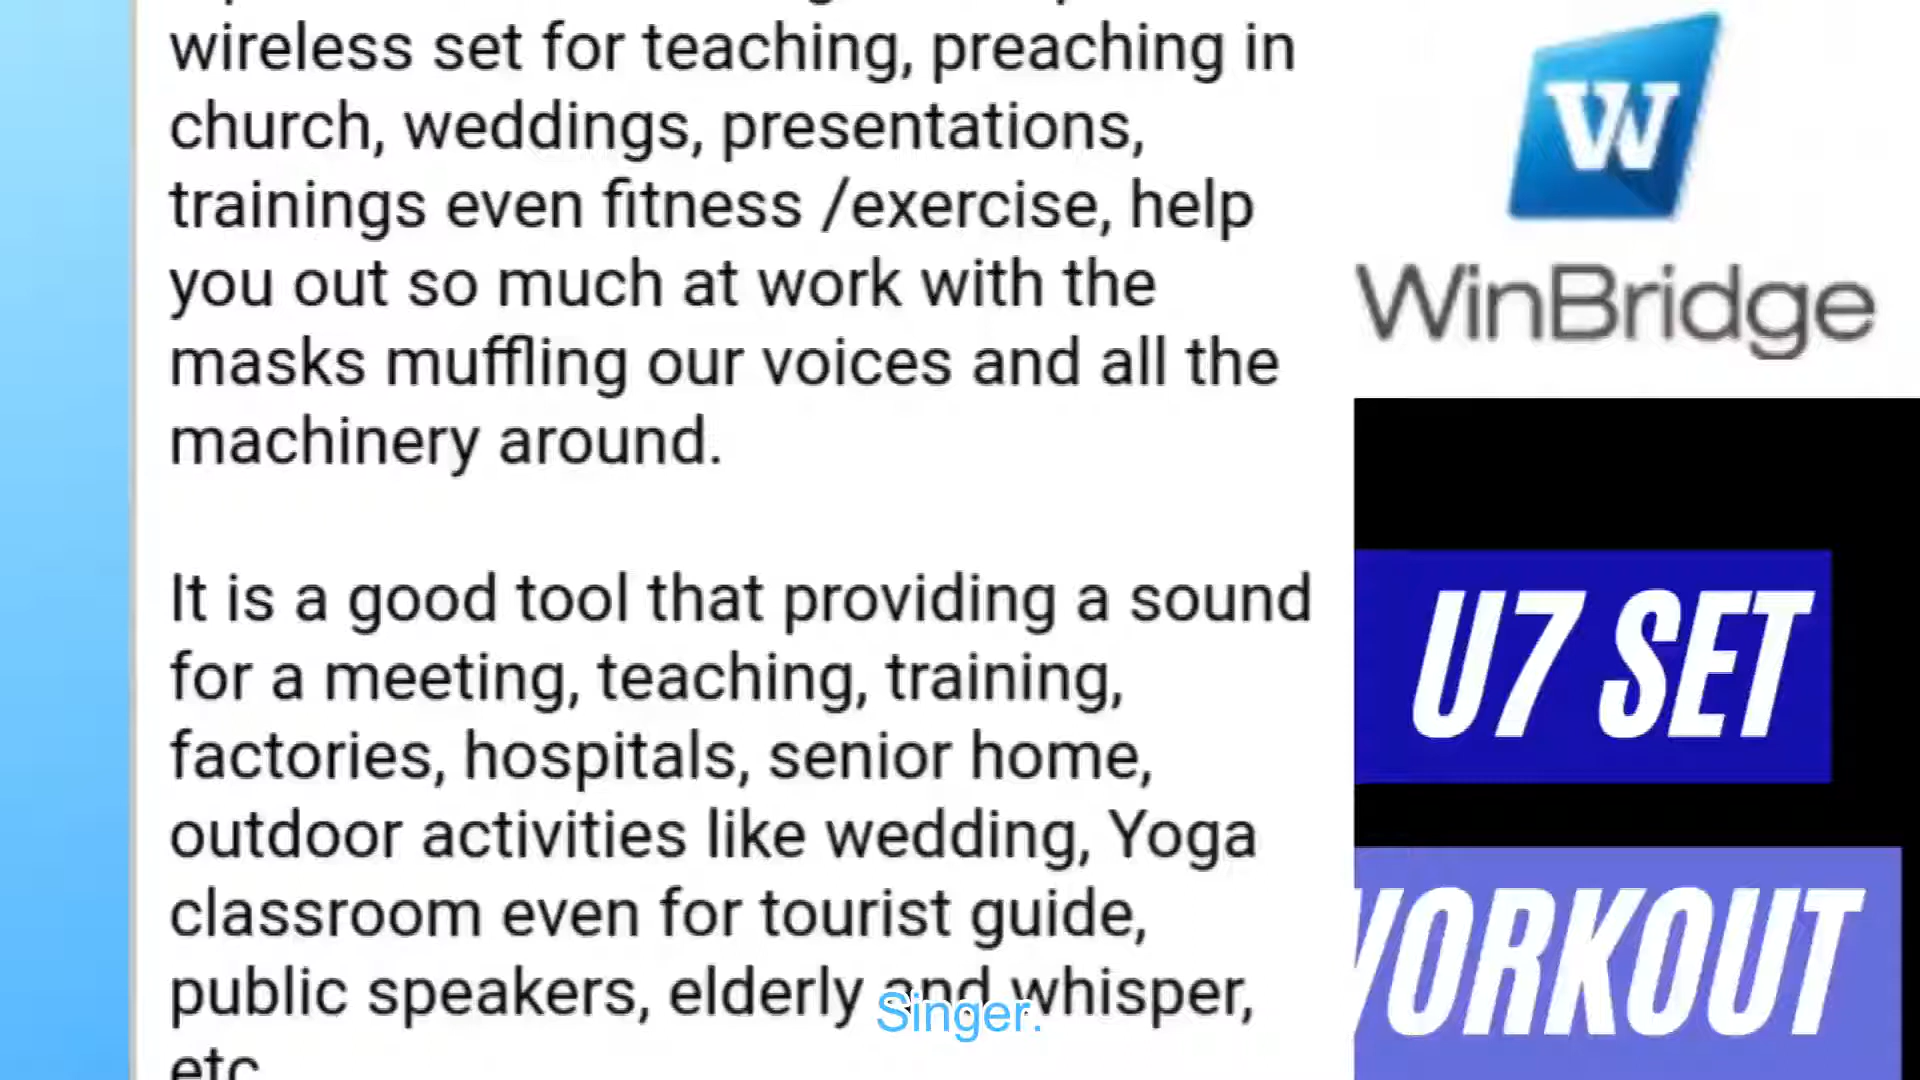 wireless set for teaching, preaching in
church, weddings, presentations,
trainings even fitness /exercise, help
you out so much at work with the
masks muffling our voices and all the
machinery around.
It is a good tool that providing a sound
for a meeting, teaching, training,
factories, hospitals, senior home,
outdoor activities like wedding, Yoga
classroom even for tourist guide,
public speakers, elderly and whisper,
etc
Singer.
W
WinBridge
U7 SET
WORKOUT